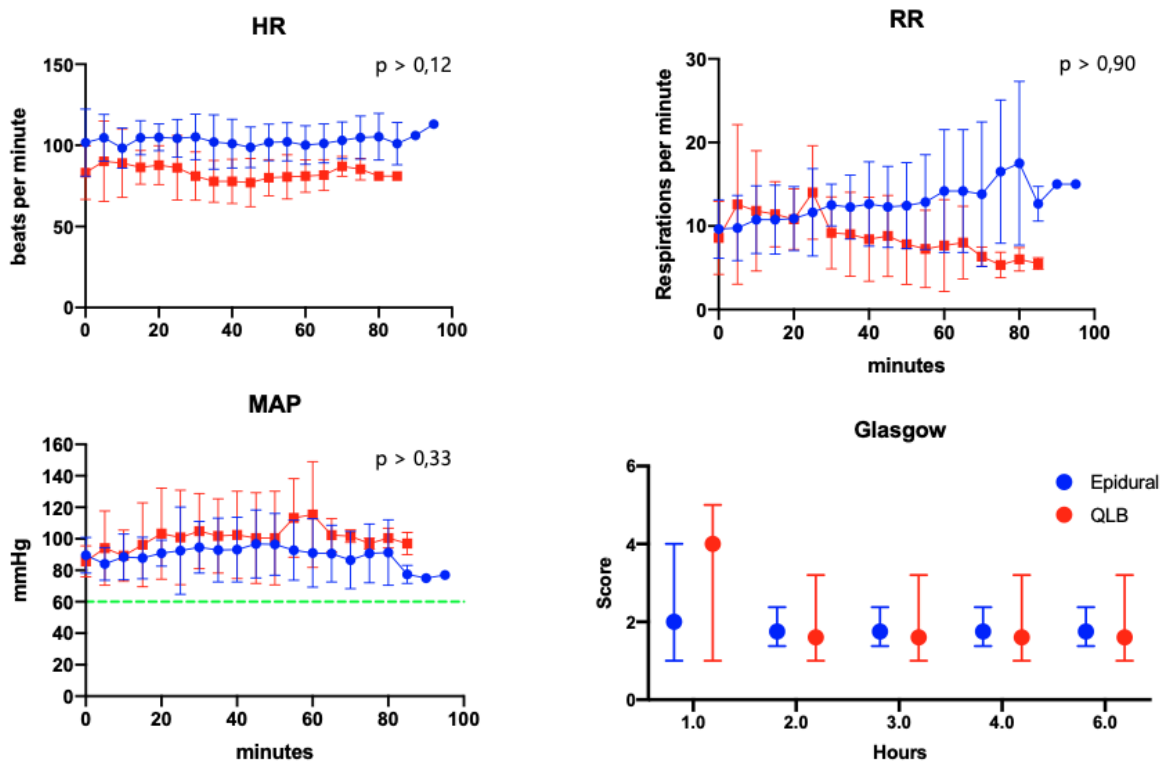 HR
p > 0,12
beats per minute
150
100
50
0
0 20 40 60 80 100
RR
p > 0,90
Respirations per minute
30
20
10
0
0 20 40 60 80 100
minutes
MAP
p > 0,33
mmHg
160
140
120
100
80
60
40
20
0
0 20 40 60 80 100
minutes
Glasgow
Epidural
QLB
Score
6
4
2
0
1.0 2.0 3.0 4.0 6.0
Hours